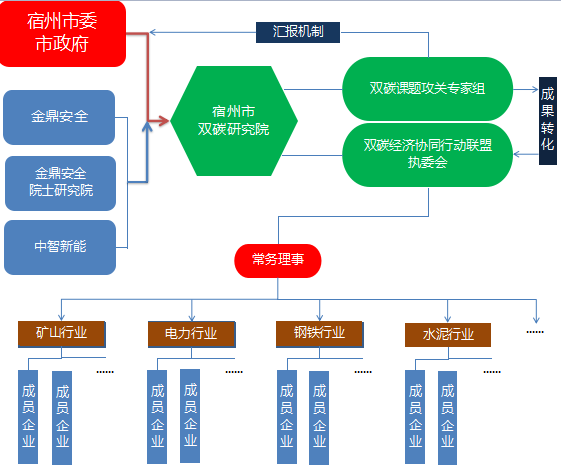 宿州市委
市政府
汇报机制
宿州市
双碳研究院
双碳课题攻关专家组
成果转化
金鼎安全
双碳经济协同行动联盟
执委会
金鼎安全
院士研究院
中智新能
常务理事
矿山行业
电力行业
钢铁行业
水泥行业
......
成员企业
成员企业
......
成员企业
成员企业
......
成员企业
成员企业
......
成员企业
成员企业
......